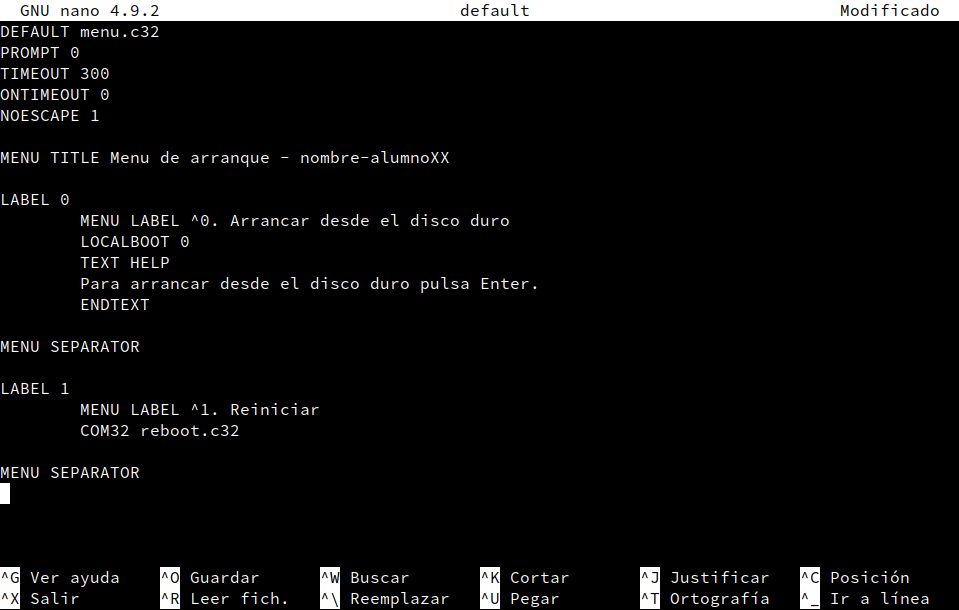 GNU nano 4.9.2 default Modificado
DEFAULT menu.c32
PROMPT 0
TIMEOUT 300
ONTIMEOUT 0
NOESCAPE 1
MENU TITLE Menu de arranque - nombre-alumnoXX
LABEL 0
MENU LABEL ^0. Arrancar desde el disco duro
LOCALBOOT 0
TEXT HELP
Para arrancar desde el disco duro pulsa Enter.
ENDTEXT
MENU SEPARATOR
LABEL 1
MENU LABEL ^1. Reiniciar
COM32 reboot.c32
MENU SEPARATOR
^G Ver ayuda ^O Guardar ^W Buscar ^K Cortar ^J Justificar ^C Posición
^X Salir ^R Leer fich. ^\ Reemplazar ^U Pegar ^T Ortografía ^_ Ir a línea